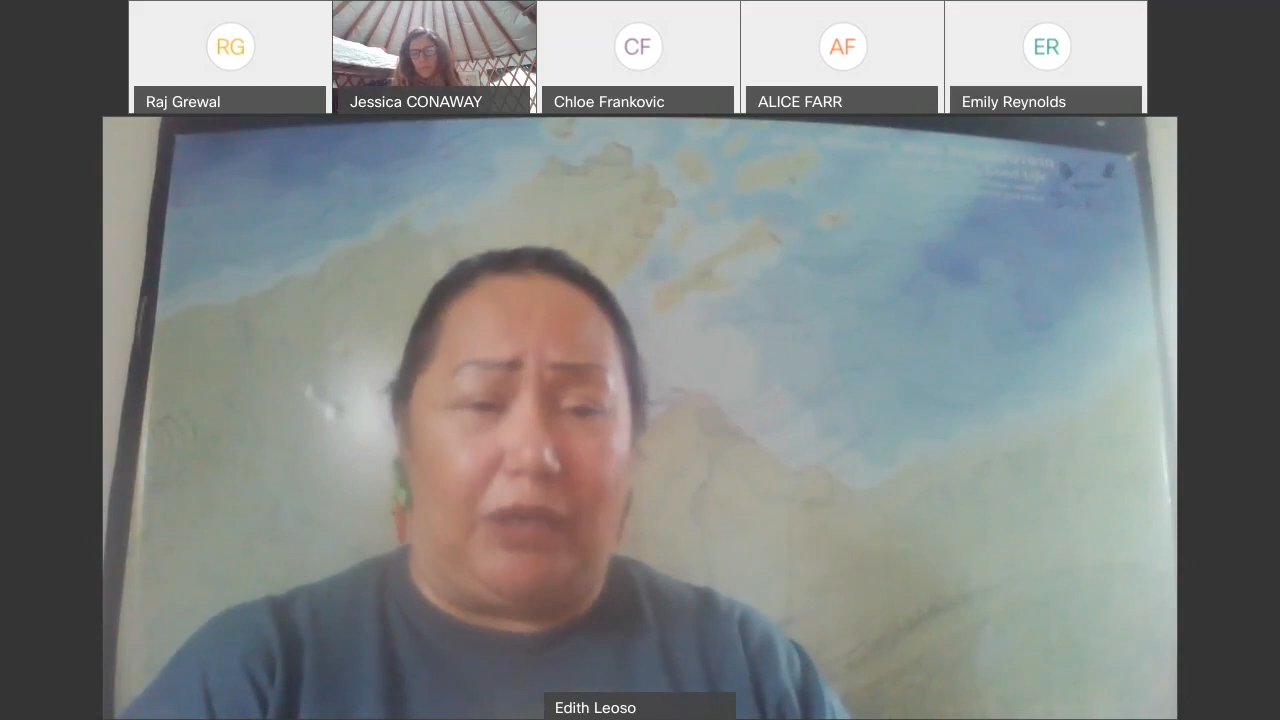 RG
CF
AF
ER
Raj Grewal
Jessica CONAWAY
Chloe Frankovic
ALICE FARR
Emily Reynolds
Edith Leoso